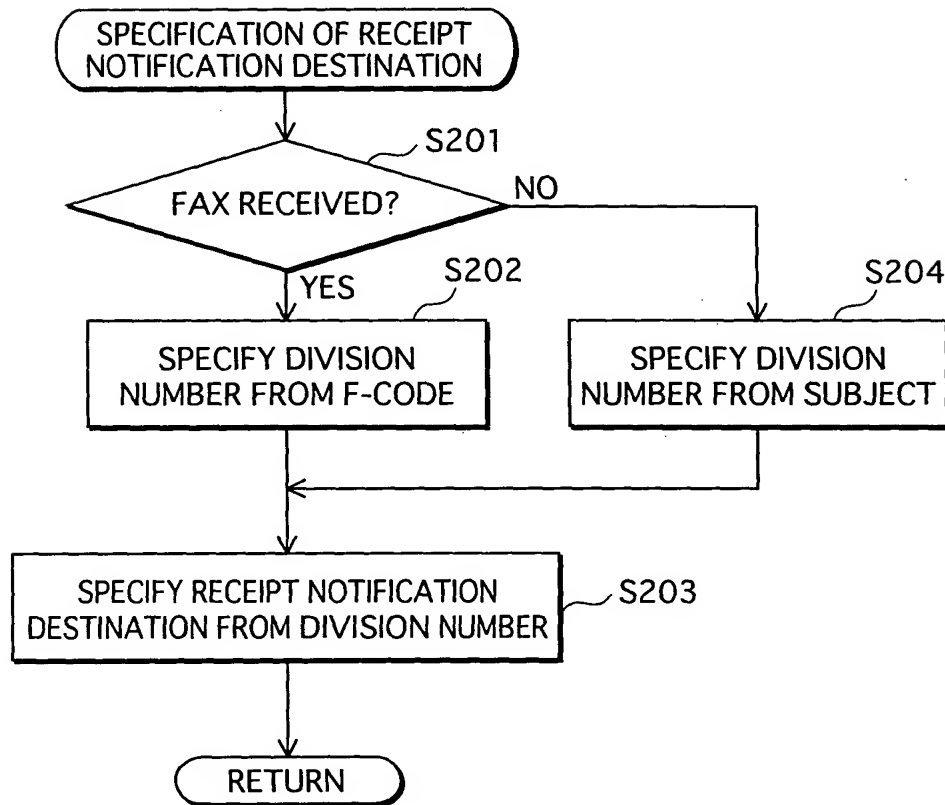 SPECIFICATION OF RECEIPT
NOTIFICATION DESTINATION
S201
FAX RECEIVED?
NO
YES
S202
SPECIFY DIVISION
NUMBER FROM F-CODE
S204
SPECIFY DIVISION
NUMBER FROM SUBJECT
SPECIFY RECEIPT NOTIFICATION
DESTINATION FROM DIVISION NUMBER
S203
RETURN